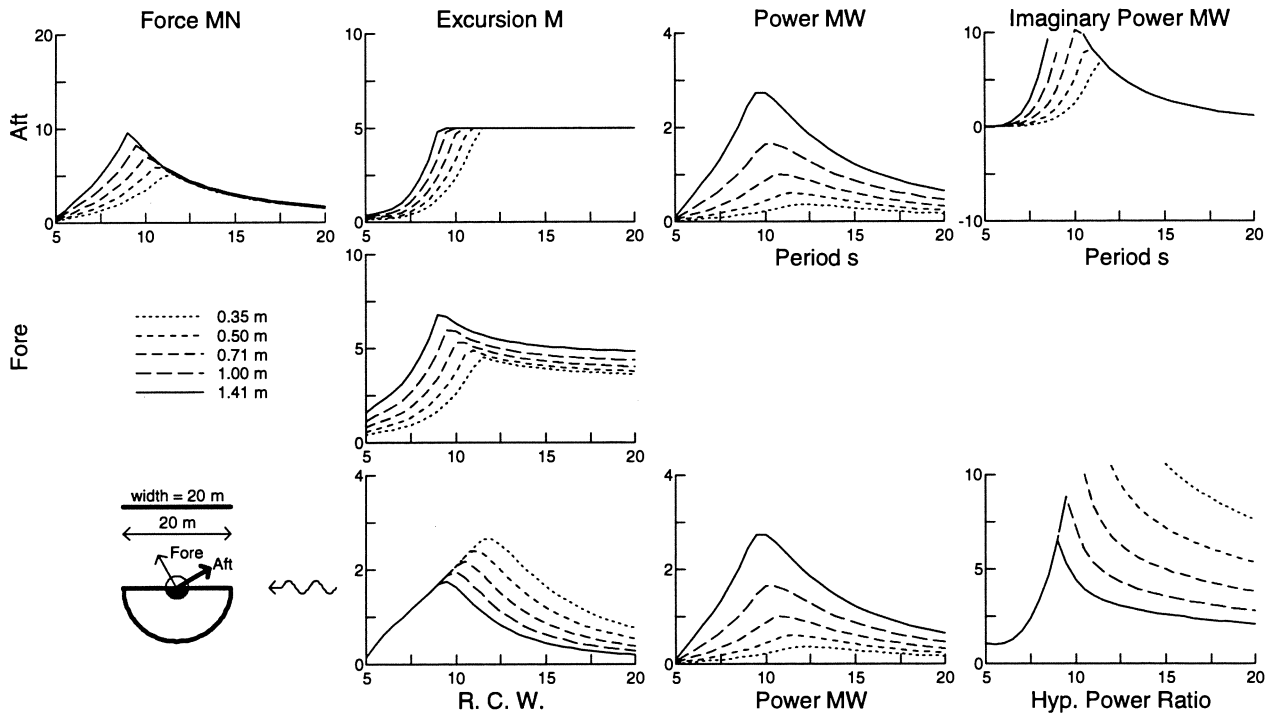 Force MN
Excursion M
Power MW
Imaginary Power MW
Aft
20
10
0
5 10 15 20
10
5
0
5 10 15 20
4
2
0
5 10 15 20
Period s
10
5
0
-5
-10
5 10 15 20
Period s
Fore
0.35 m
0.50 m
0.71 m
1.00 m
1.41 m
10
5
0
5 10 15 20
width = 20 m
20 m
Fore
Aft
4
2
0
5 10 15 20
R. C. W.
4
2
0
5 10 15 20
Power MW
10
5
0
5 10 15 20
Hyp. Power Ratio